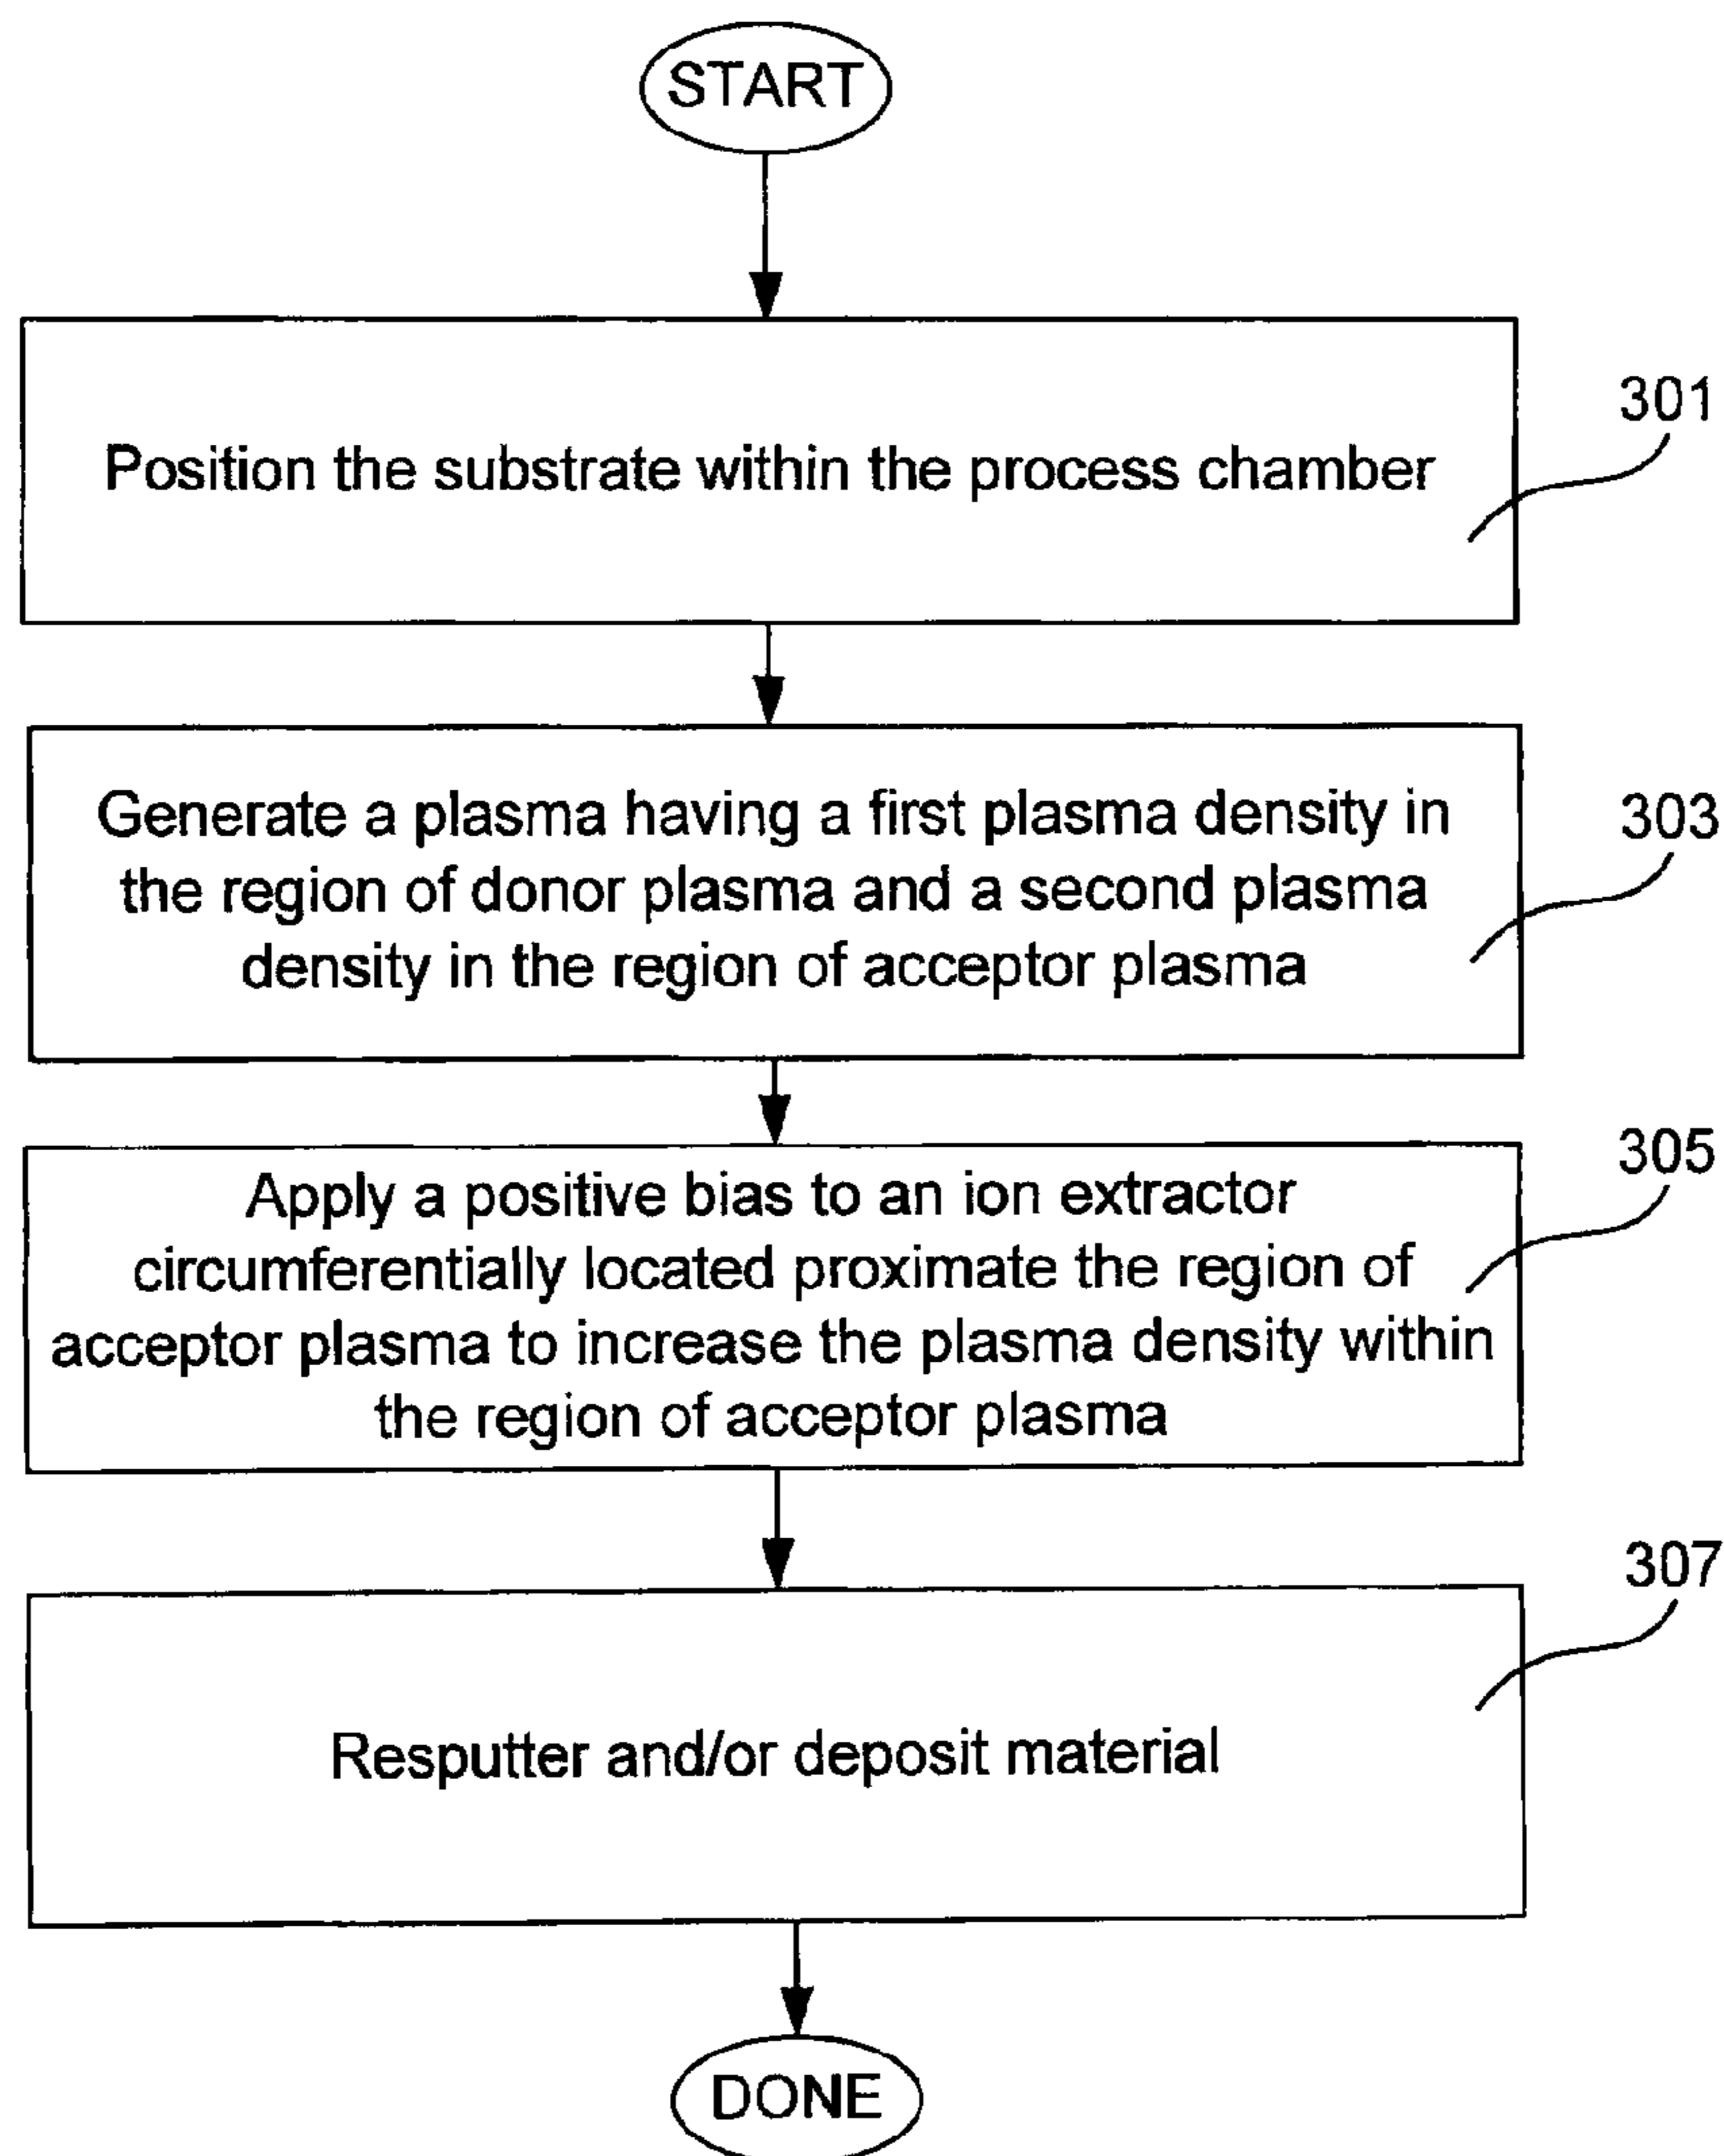 START
301
Position the substrate within the process chamber
303
Generate a plasma having a first plasma density in
the region of donor plasma and a second plasma
density in the region of acceptor plasma
305
Apply a positive bias to an ion extractor
circumferentially located proximate the region of
acceptor plasma to increase the plasma density within
the region of acceptor plasma
307
Resputter and/or deposit material
DONE